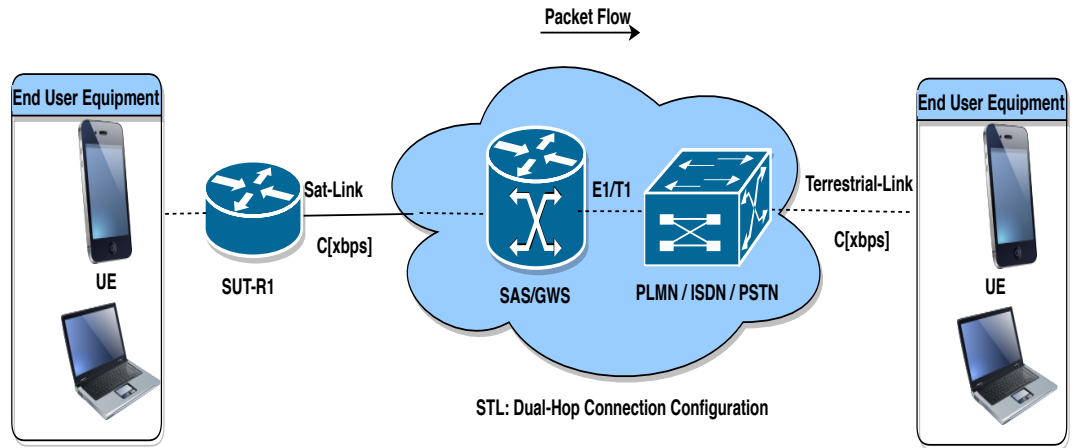 Packet Flow
End User Equipment
UE
SUT-R1
Sat-Link
C[xbps]
SAS/GWS
E1/T1
PLMN / ISDN / PSTN
Terrestrial-Link
C[xbps]
End User Equipment
UE
STL: Dual-Hop Connection Configuration